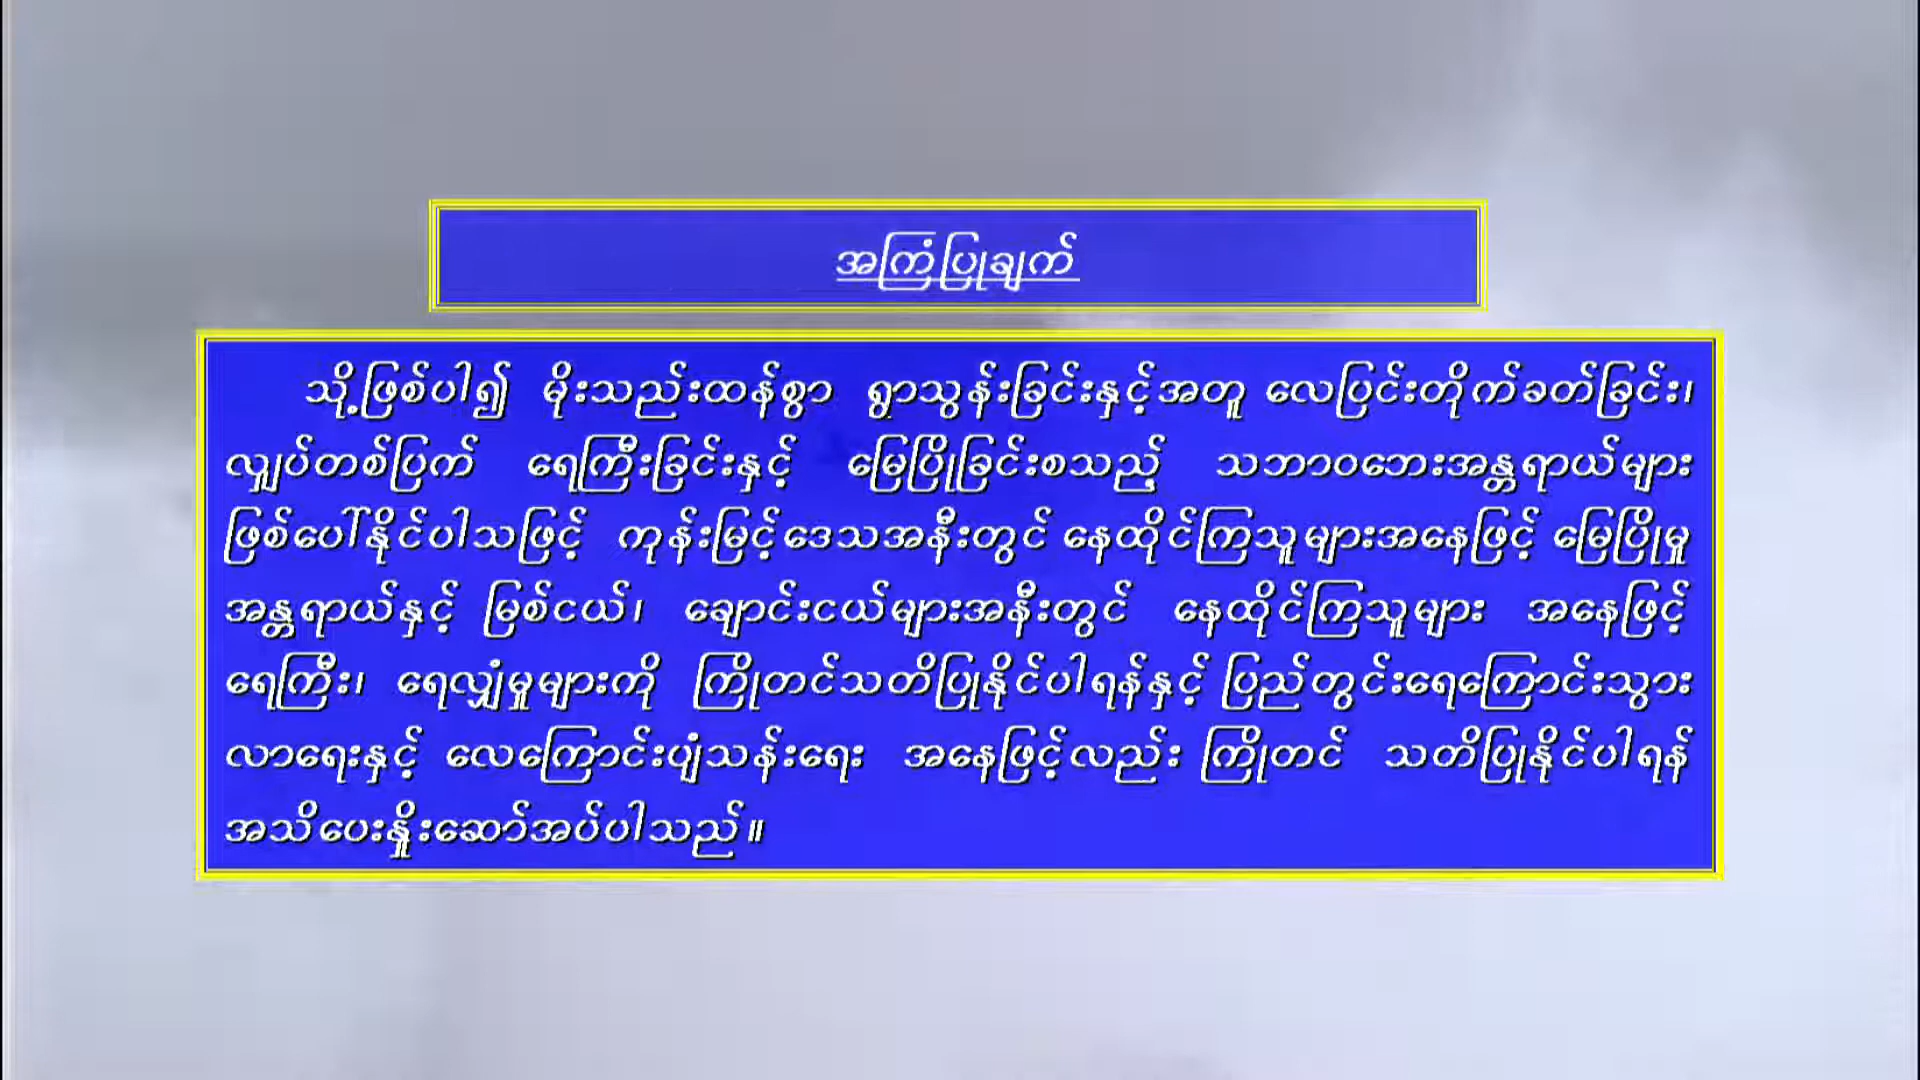 အကြံပြုချက်
သို့ဖြစ်ပါ၍ မိုးသည်းထန်စွာ ရွာသွန်းခြင်းနှင့်အတူ လေပြင်းတိုက်ခတ်ခြင်း၊
လျှပ်တစ်ပြက် ရေကြီးခြင်းနှင့် မြေပြိုခြင်းစသည့် သဘာဝဘေးအန္တရာယ်များ
ဖြစ်ပေါ်နိုင်ပါသဖြင့် ကုန်းမြင့်ဒေသအနီးတွင် နေထိုင်ကြသူများအနေဖြင့် မြေပြိုမှု
အန္တရာယ်နှင့် မြစ်ငယ်၊ ချောင်းငယ်များအနီးတွင် နေထိုင်ကြသူများ အနေဖြင့်
ရေကြီး၊ ရေလျှံမှုများကို ကြိုတင်သတိပြုနိုင်ပါရန်နှင့် ပြည်တွင်းရေကြောင်းသွား
လာရေးနှင့် လေကြောင်းပျံသန်းရေး အနေဖြင့်လည်း ကြိုတင် သတိပြုနိုင်ပါရန်
အသိပေးနှိုးဆော်အပ်ပါသည်။